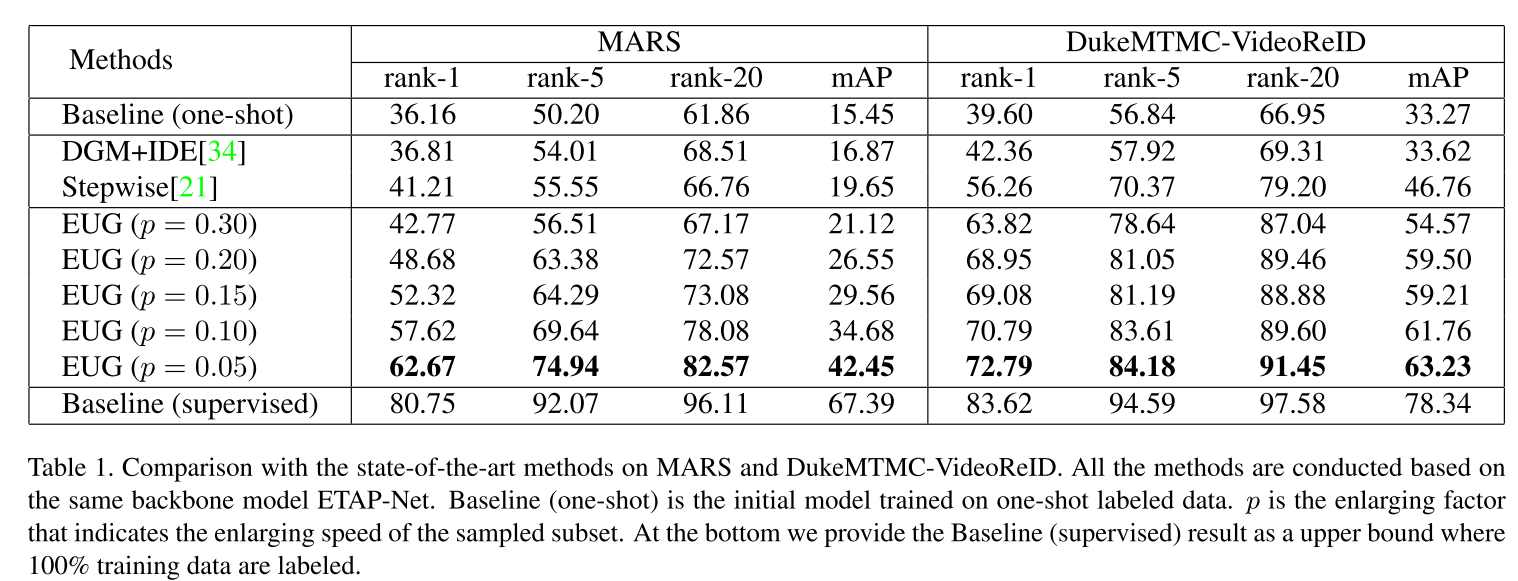 Methods MARS DukeMTMC-VideoReID
rank-1 rank-5 rank-20 mAP rank-1 rank-5 rank-20 mAP
Baseline (one-shot) 36.16 50.20 61.86 15.45 39.60 56.84 66.95 33.27
DGM+IDE[34] 36.81 54.01 68.51 16.87 42.36 57.92 69.31 33.62
Stepwise[21] 41.21 55.55 66.76 19.65 56.26 70.37 79.20 46.76
EUG (p = 0.30) 42.77 56.51 67.17 21.12 63.82 78.64 87.04 54.57
EUG (p = 0.20) 48.68 63.38 72.57 26.55 68.95 81.05 89.46 59.50
EUG (p = 0.15) 52.32 64.29 73.08 29.56 69.08 81.19 88.88 59.21
EUG (p = 0.10) 57.62 69.64 78.08 34.68 70.79 83.61 89.60 61.76
EUG (p = 0.05) 62.67 74.94 82.57 42.45 72.79 84.18 91.45 63.23
Baseline (supervised) 80.75 92.07 96.11 67.39 83.62 94.59 97.58 78.34
Table 1. Comparison with the state-of-the-art methods on MARS and DukeMTMC-VideoReID. All the methods are conducted based on
the same backbone model ETAP-Net. Baseline (one-shot) is the initial model trained on one-shot labeled data. p is the enlarging factor
that indicates the enlarging speed of the sampled subset. At the bottom we provide the Baseline (supervised) result as a upper bound where
100% training data are labeled.